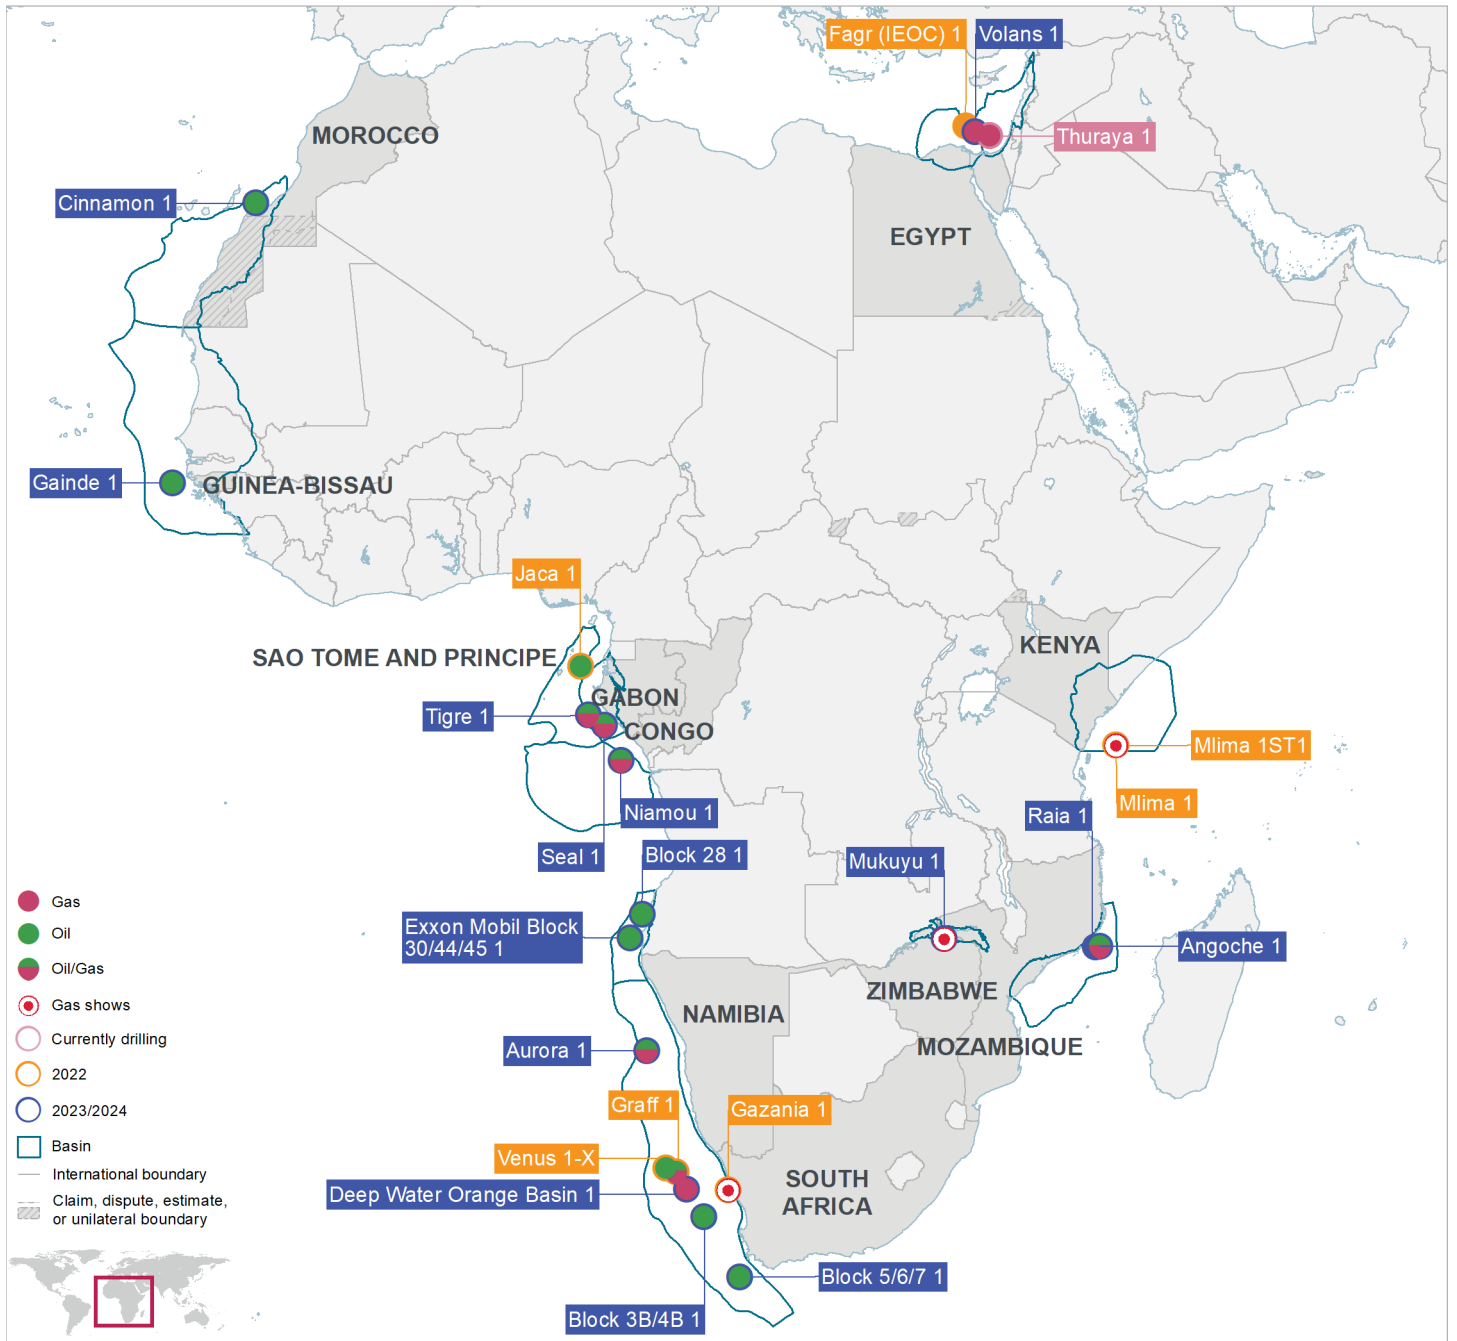 Fagr (IEOC) 1
Volans 1
MOROCCO
Thuraya 1
Cinnamon 1
EGYPT
Gainde 1
GUINEA-BISSAU
Jaca 1
SAO TOME AND PRINCIPE
KENYA
GABON
Tigre 1
CONGO
Mlima 1ST1
Mlima 1
Niamou 1
Raia 1
Seal 1
Block 28 1
Mukuyu 1
Exxon Mobil Block
30/44/45 1
Angoche 1
ZIMBABWE
NAMIBIA
MOZAMBIQUE
Aurora 1
Graff 1
Gazania 1
Venus 1-X
Deep Water Orange Basin 1
SOUTH
AFRICA
Block 5/6/7 1
Block 3B/4B 1
Gas
Oil
Oil/Gas
Gas shows
Currently drilling
2022
2023/2024
Basin
International boundary
Claim, dispute, estimate,
or unilateral boundary